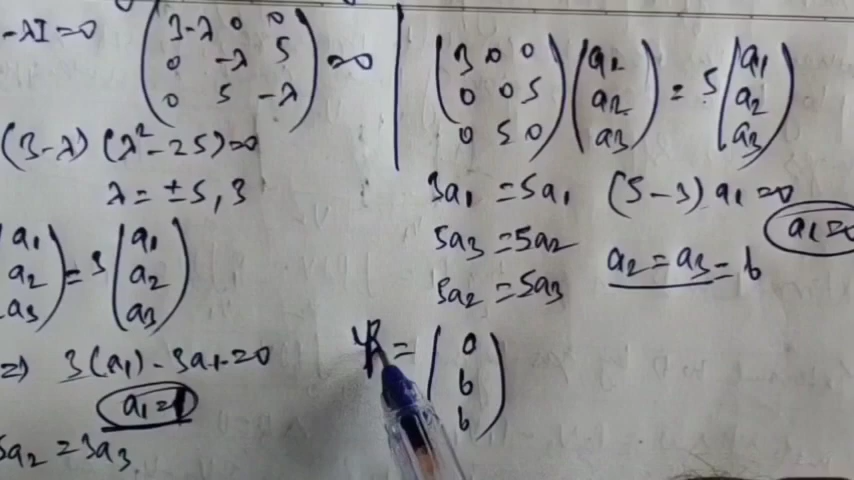 -λI=0 (3-λ 0 0
0 -λ 5
0 5 -λ) =0
(3-λ) (λ²-25)=0
λ = ±5, 3
(a1
a2
a3) = 3 (a1
a2
a3)
=) 3(a1) - 3a1 = 0
a1=1
5a2 = 3a3
(3 0 0
0 0 5
0 5 0) (a1
a2
a3) = 5 (a1
a2
a3)
3a1 = 5a1 (5-3) a1 = 0
a1=0
5a3 = 5a2
a2 = a3 = b
5a2 = 5a3
= (0
b
b)